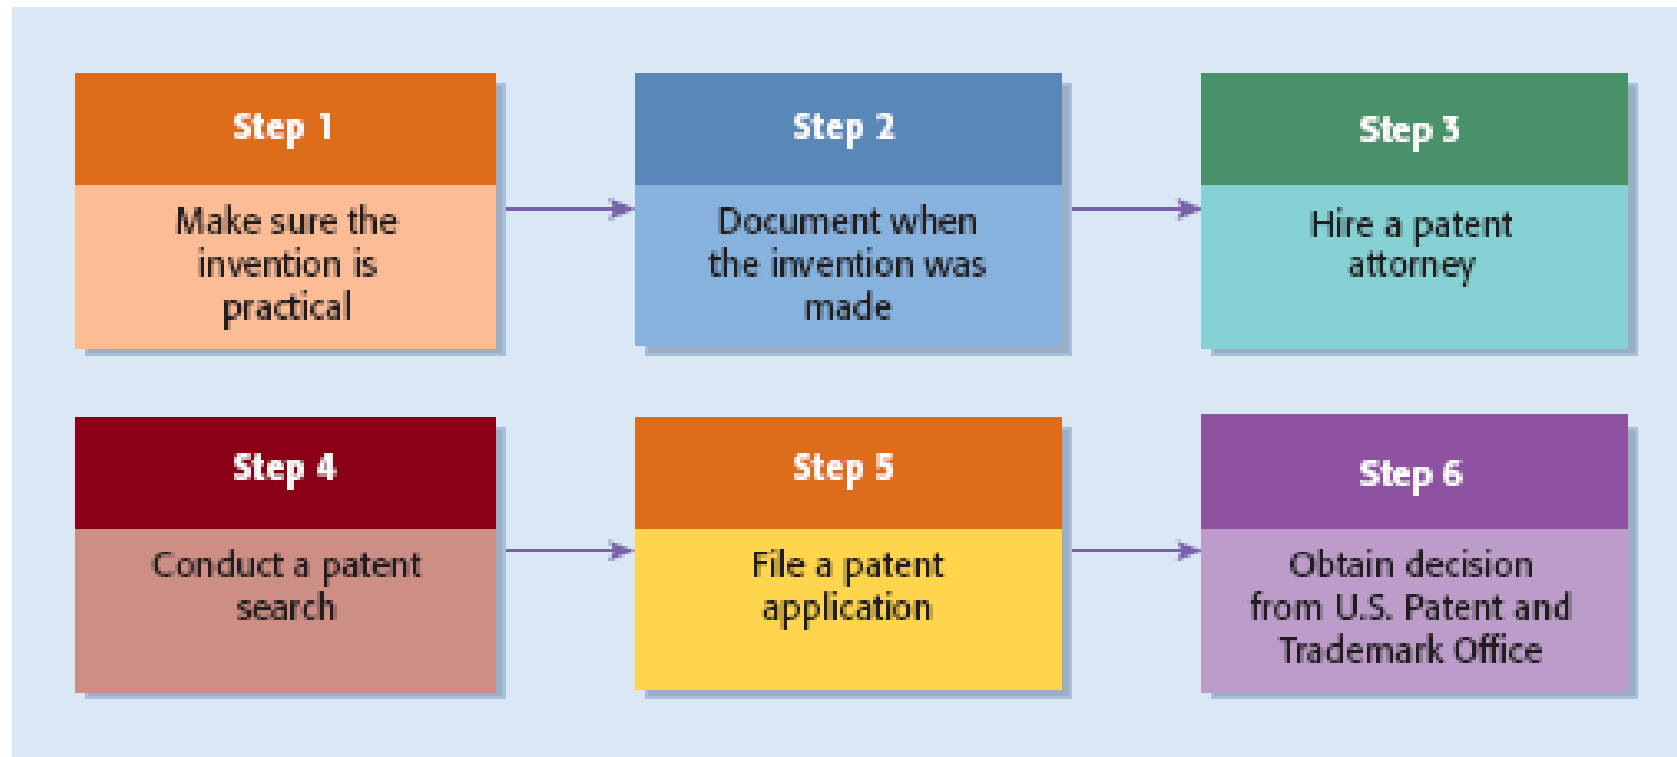 Step 1
Make sure the
invention is
practical
Step 2
Document when
the invention was
made
Step 3
Hire a patent
attorney
Step 4
Conduct a patent
search
Step 5
File a patent
application
Step 6
Obtain decision
from U.S. Patent and
Trademark Office